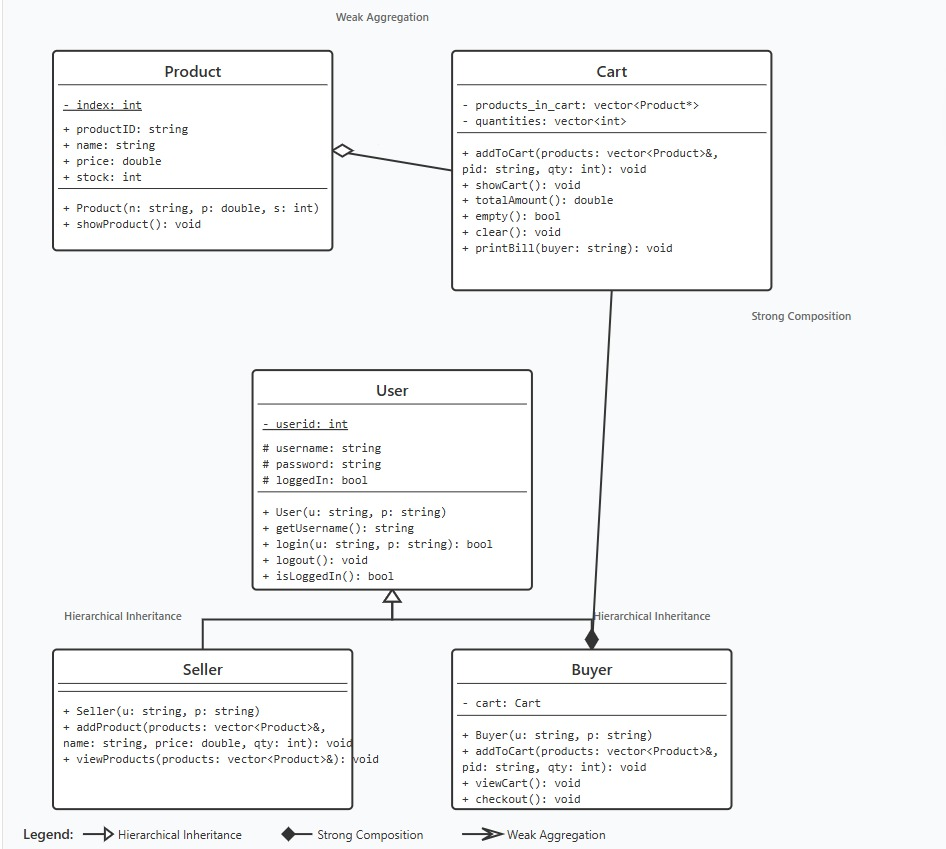 Weak Aggregation
Product
- index: int
+ productID: string
+ name: string
+ price: double
+ stock: int
+ Product(n: string, p: double, s: int)
+ showProduct(): void
Cart
- products_in_cart: vector<Product*>
- quantities: vector<int>
+ addToCart(products: vector<Product>&,
pid: string, qty: int): void
+ showCart(): void
+ totalAmount(): double
+ empty(): bool
+ clear(): void
+ printBill(buyer: string): void
Strong Composition
User
- userid: int
# username: string
# password: string
# loggedIn: bool
+ User(u: string, p: string)
+ getUsername(): string
+ login(u: string, p: string): bool
+ logout(): void
+ isLoggedIn(): bool
Hierarchical Inheritance
Hierarchical Inheritance
Seller
+ Seller(u: string, p: string)
+ addProduct(products: vector<Product>&,
name: string, price: double, qty: int): void
+ viewProducts(products: vector<Product>&): void
Buyer
- cart: Cart
+ Buyer(u: string, p: string)
+ addToCart(products: vector<Product>&,
pid: string, qty: int): void
+ viewCart(): void
+ checkout(): void
Legend: Hierarchical Inheritance Strong Composition Weak Aggregation